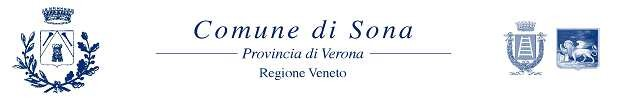 Comune di Sona
Provincia di Verona
Regione Veneto